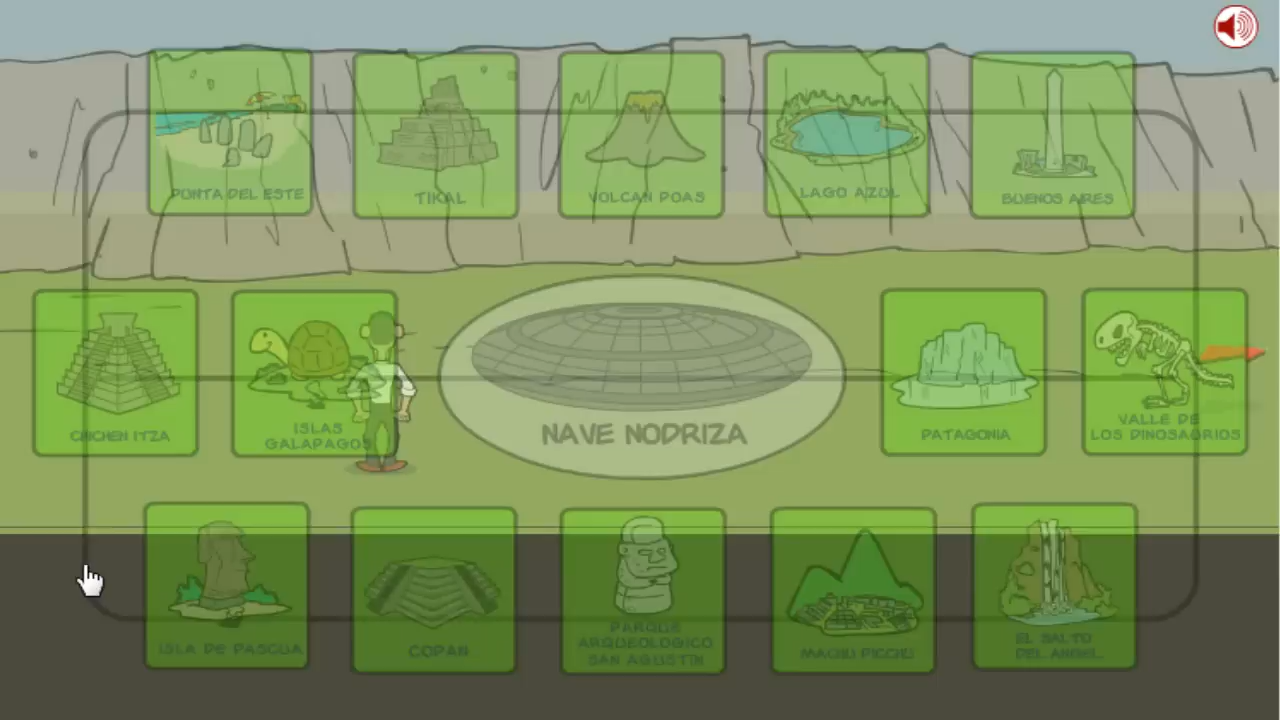 PUNTA DEL ESTE
TIKAL
VOLCAN POAS
LAGO AZUL
BUENOS AIRES
CHICHEN ITZA
ISLAS
GALAPAGOS
NAVE NODRIZA
PATAGONIA
VALLE DE
LOS DINOSAURIOS
ISLA DE PASCUA
COPAN
PARQUE
ARQUEOLOGICO
SAN AGUSTIN
MACHU PICCHU
EL SALTO
DEL ANGEL